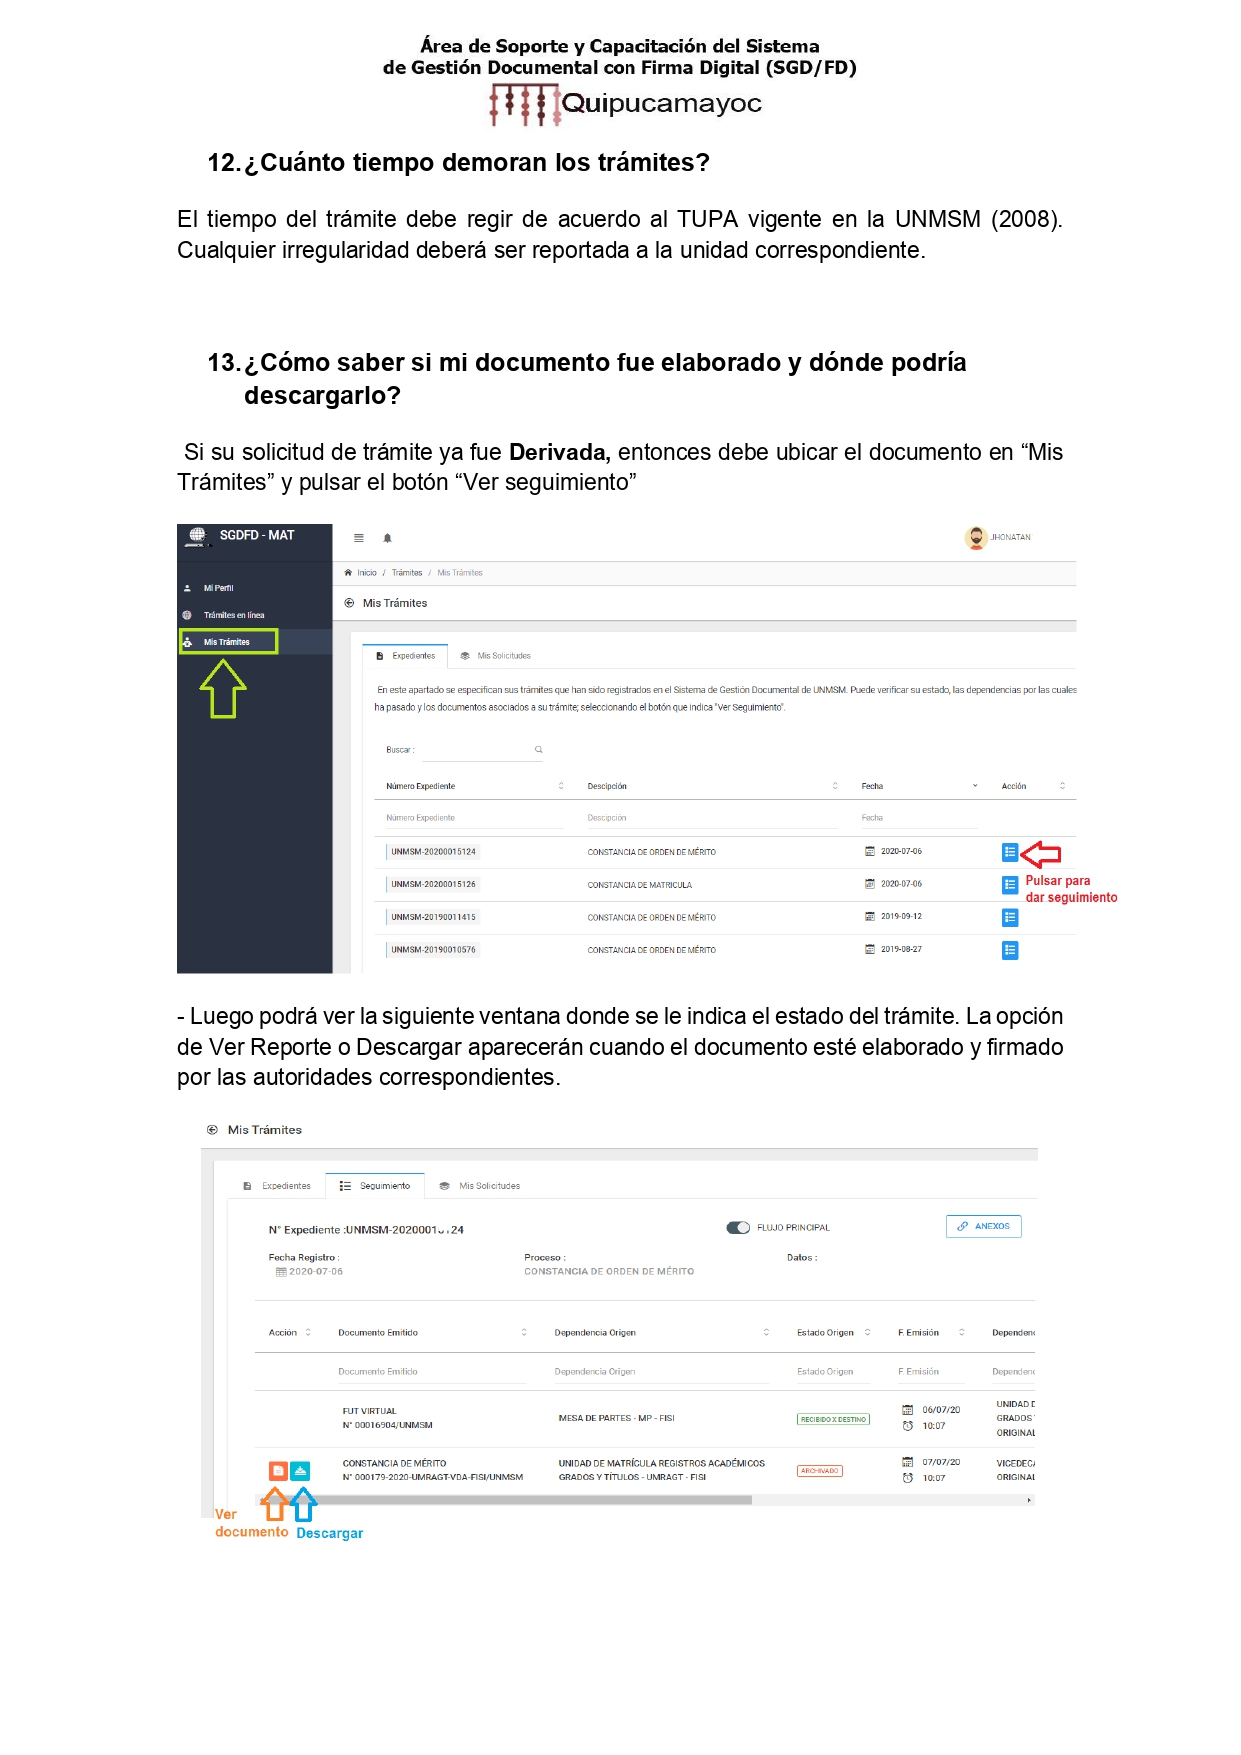 Área de Soporte y Capacitación del Sistema
de Gestión Documental con Firma Digital (SGD/FD)
Quipucamayoc
12. ¿Cuánto tiempo demoran los trámites?
El tiempo del trámite debe regir de acuerdo al TUPA vigente en la UNMSM (2008).
Cualquier irregularidad deberá ser reportada a la unidad correspondiente.
13. ¿Cómo saber si mi documento fue elaborado y dónde podría
descargarlo?
Si su solicitud de trámite ya fue Derivada, entonces debe ubicar el documento en “Mis
Trámites” y pulsar el botón “Ver seguimiento”
SGDFD - MAT
JHONATAN
Mi Perfil
Trámites en línea
Mis Trámites
Inicio / Trámites / Mis Trámites
Mis Trámites
Expedientes Mis Solicitudes
En este apartado se especifican sus trámites que han sido registrados en el Sistema de Gestión Documental de UNMSM. Puede verificar su estado, las dependencias por las cuales
ha pasado y los documentos asociados a su trámite; seleccionando el botón que indica "Ver Seguimiento".
Buscar :
Número Expediente Descipción Fecha Acción
Número Expediente Descipción Fecha
UNMSM-20200015124 CONSTANCIA DE ORDEN DE MÉRITO 2020-07-06
UNMSM-20200015126 CONSTANCIA DE MATRICULA 2020-07-06
UNMSM-20190011415 CONSTANCIA DE ORDEN DE MÉRITO 2019-09-12
UNMSM-20190010576 CONSTANCIA DE ORDEN DE MÉRITO 2019-08-27
Pulsar para
dar seguimiento
- Luego podrá ver la siguiente ventana donde se le indica el estado del trámite. La opción
de Ver Reporte o Descargar aparecerán cuando el documento esté elaborado y firmado
por las autoridades correspondientes.
Mis Trámites
Expedientes Seguimiento Mis Solicitudes
N° Expediente : FLUJO PRINCIPAL ANEXOS
Fecha Registro : Proceso : Datos :
2020-07-06 CONSTANCIA DE ORDEN DE MÉRITO
Acción Documento Emitido Dependencia Origen Estado Origen F. Emisión Dependenc
Documento Emitido Dependencia Origen Estado Origen F. Emisión Dependenc
FUT VIRTUAL
N° 00016904/UNMSM
MESA DE PARTES - MP - FISI
RECIBIDO X DESTINO
06/07/20
10:07
UNIDAD D
GRADOS
ORIGINAL
CONSTANCIA DE MÉRITO
N° 000179-2020-UMRAGT-VDA-FISI/UNMSM
UNIDAD DE MATRÍCULA REGISTROS ACADÉMICOS
GRADOS Y TÍTULOS - UMRAGT - FISI
ARCHIVADO
07/07/20
10:07
VICEDECA
ORIGINAL
Ver
documento
Descargar